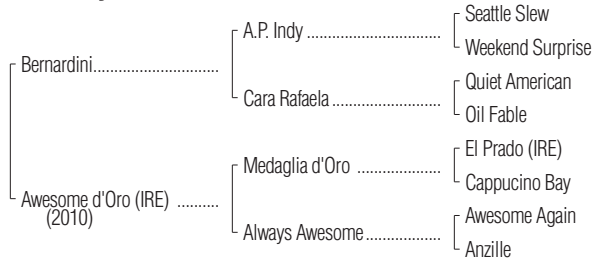 Seattle Slew
A.P. Indy ..........................
Weekend Surprise
Bernardini.........................
Quiet American
Cara Rafaela .....................
Oil Fable
El Prado (IRE)
Medaglia d'Oro ................
Cappucino Bay
Awesome d'Oro (IRE) ........
(2010)
Awesome Again
Always Awesome...............
Anzille